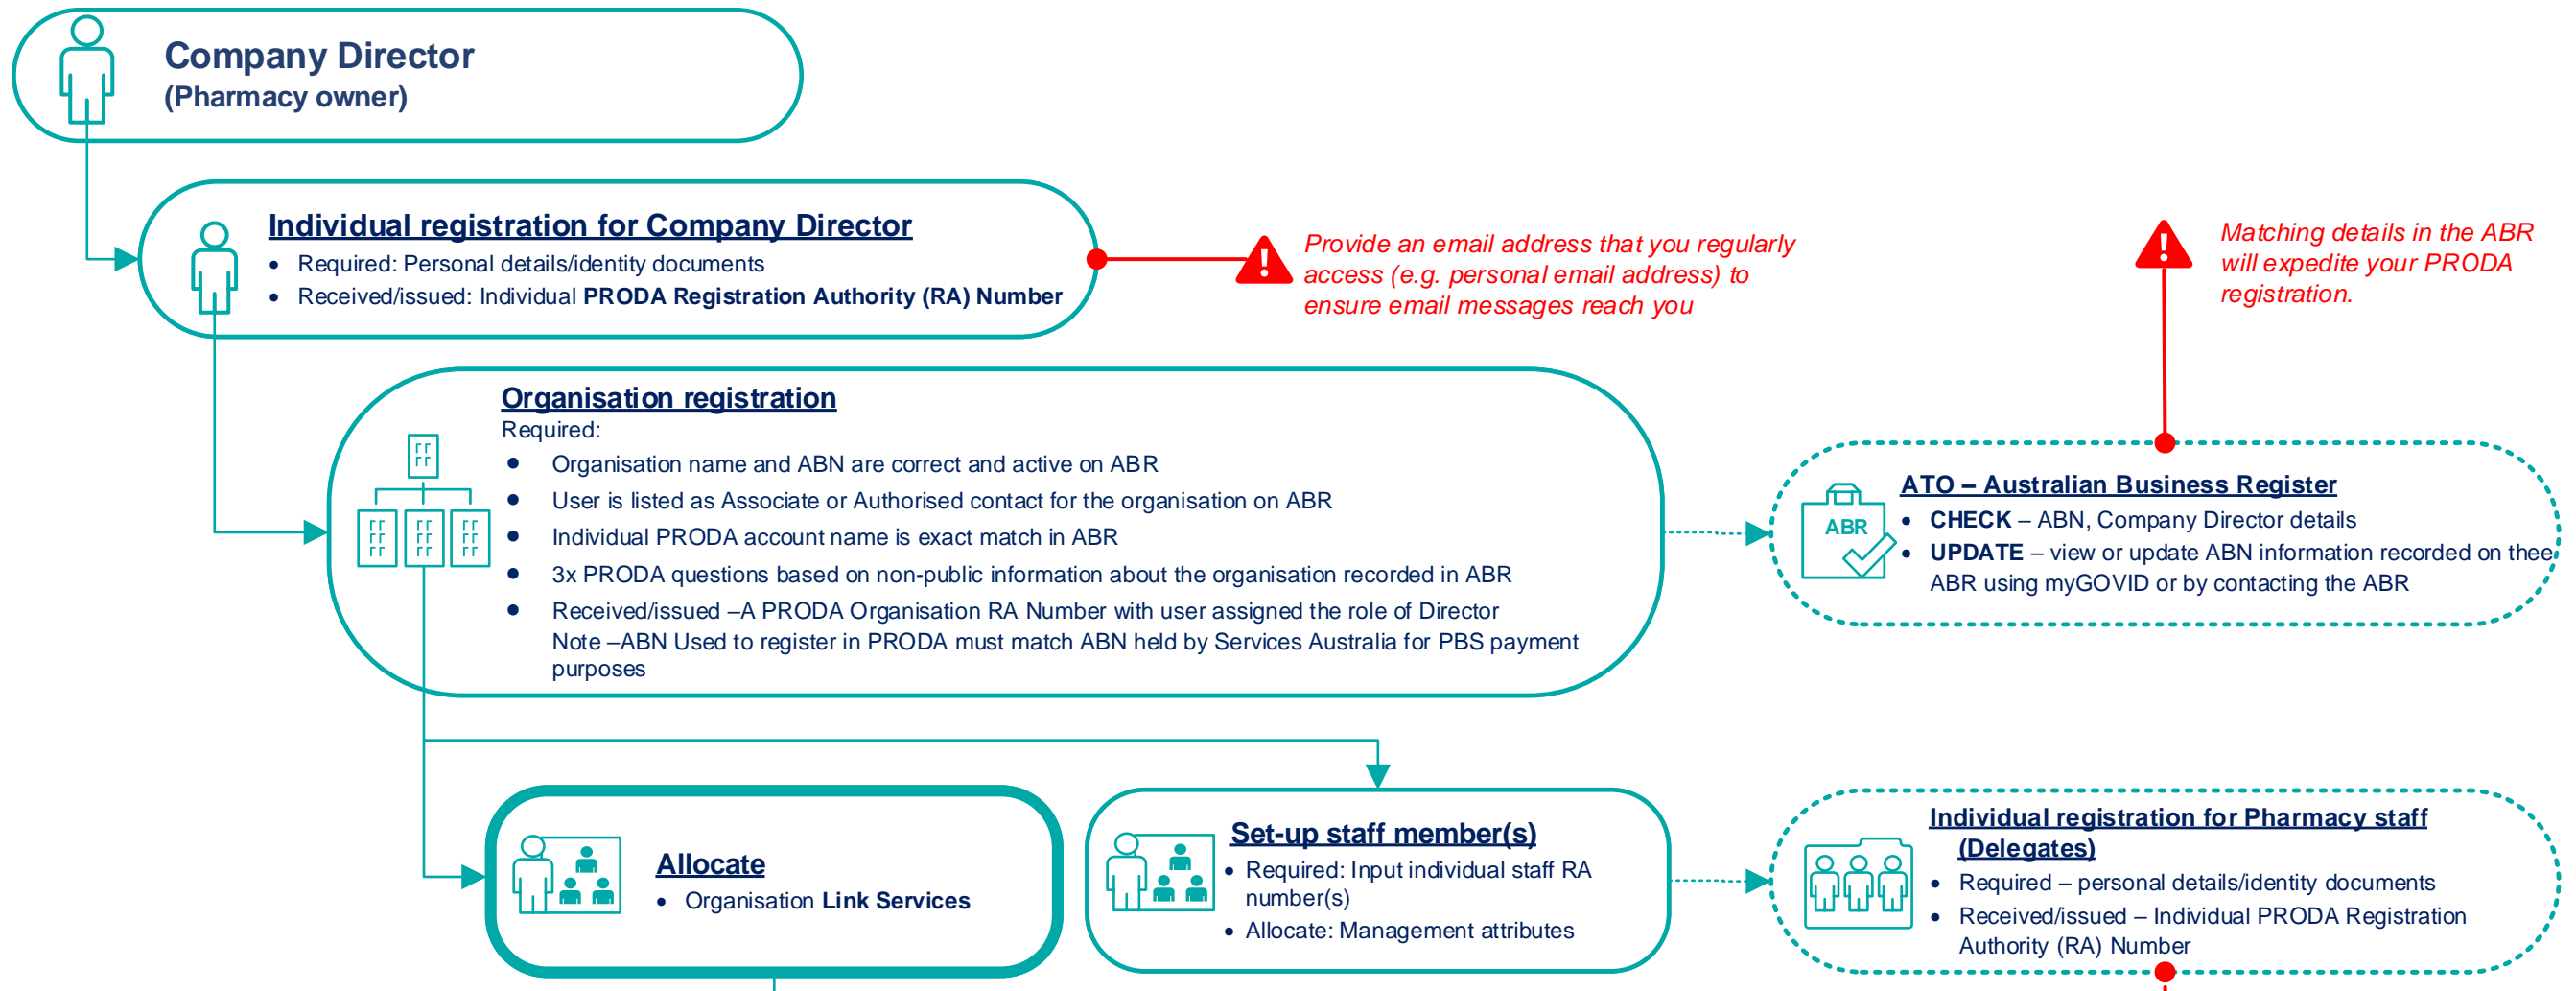 Company Director
(Pharmacy owner)
Individual registration for Company Director
• Required: Personal details/identity documents
• Received/issued: Individual PRODA Registration Authority (RA) Number
Provide an email address that you regularly
access (e.g. personal email address) to
ensure email messages reach you
Matching details in the ABR
will expedite your PRODA
registration.
Organisation registration
Required:
• Organisation name and ABN are correct and active on ABR
• User is listed as Associate or Authorised contact for the organisation on ABR
• Individual PRODA account name is exact match in ABR
• 3x PRODA questions based on non-public information about the organisation recorded in ABR
• Received/issued –A PRODA Organisation RA Number with user assigned the role of Director
Note –ABN Used to register in PRODA must match ABN held by Services Australia for PBS payment
purposes
ABR
ATO – Australian Business Register
• CHECK – ABN, Company Director details
• UPDATE – view or update ABN information recorded on thee
ABR using myGOVID or by contacting the ABR
Allocate
• Organisation Link Services
Set-up staff member(s)
• Required: Input individual staff RA
number(s)
• Allocate: Management attributes
Individual registration for Pharmacy staff
(Delegates)
• Required – personal details/identity documents
• Received/issued – Individual PRODA Registration
Authority (RA) Number